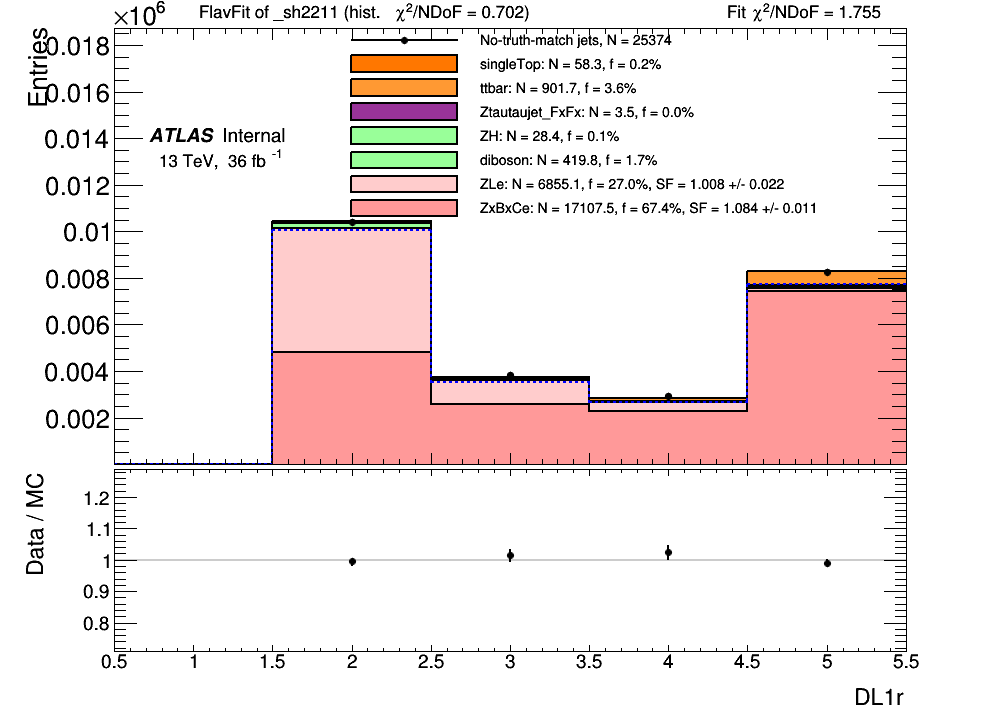 ×10⁶ FlavFit of _sh2211 (hist. χ²/NDoF = 0.702) Fit χ²/NDoF = 1.755
Entries
0.018
0.016
0.014
0.012
0.01
0.008
0.006
0.004
0.002
ATLAS Internal
13 TeV, 36 fb⁻¹
No-truth-match jets, N = 25374
singleTop: N = 58.3, f = 0.2%
ttbar: N = 901.7, f = 3.6%
Ztautaujet_FxFx: N = 3.5, f = 0.0%
ZH: N = 28.4, f = 0.1%
diboson: N = 419.8, f = 1.7%
ZLe: N = 6855.1, f = 27.0%, SF = 1.008 +/- 0.022
ZxBxCe: N = 17107.5, f = 67.4%, SF = 1.084 +/- 0.011
Data / MC
1.2
1.1
1
0.9
0.8
0.5 1 1.5 2 2.5 3 3.5 4 4.5 5 5.5
DL1r